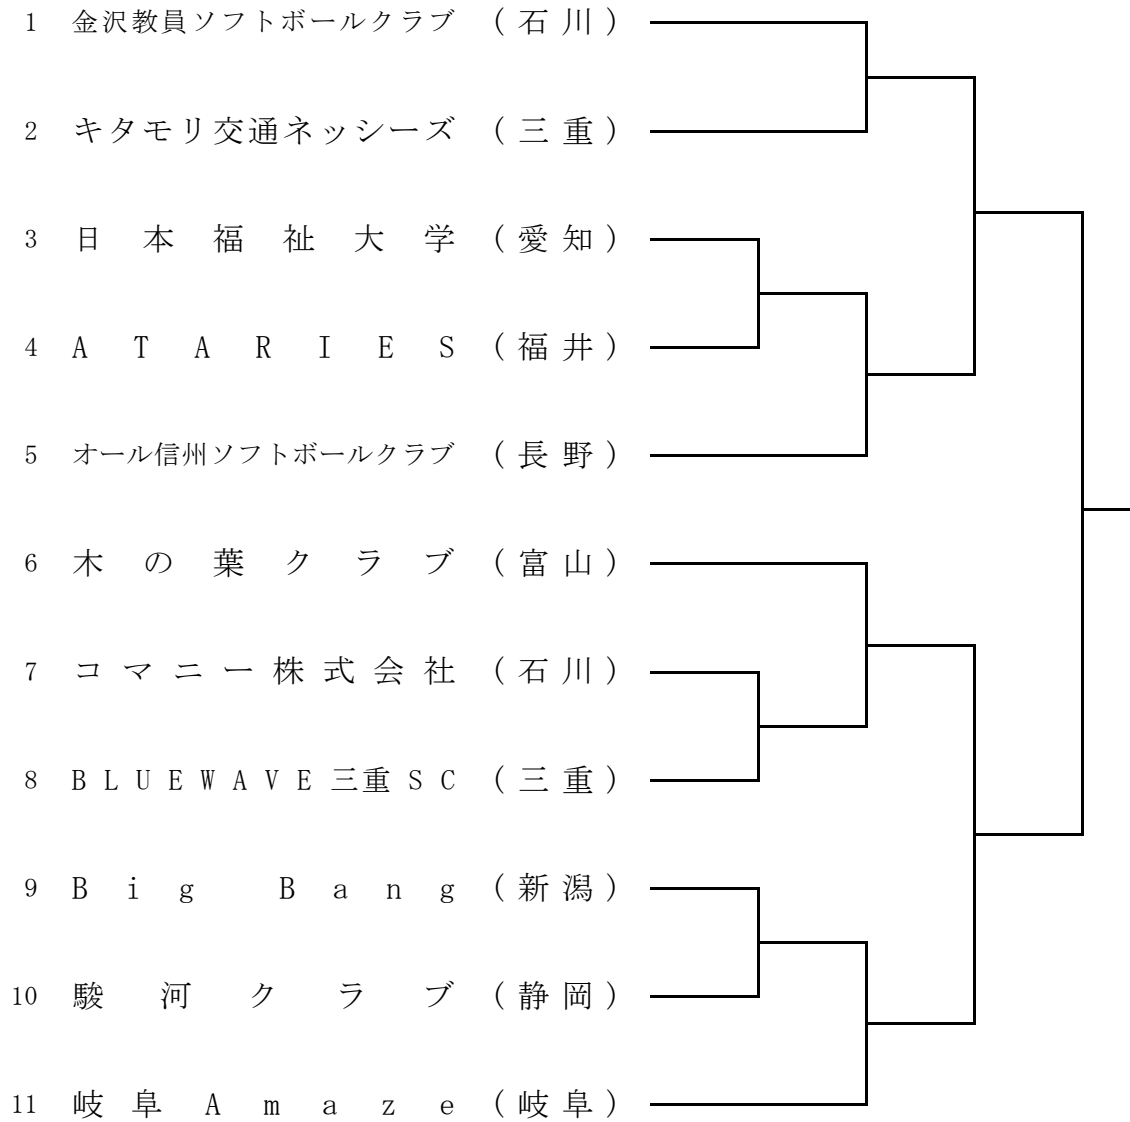 1 金沢教員ソフトボールクラブ (石川)
2 キタモリ交通ネッシーズ (三重)
3 日本福祉大学 (愛知)
4 ATARIES (福井)
5 オール信州ソフトボールクラブ (長野)
6 木の葉クラブ (富山)
7 コマニー株式会社 (石川)
8 BLUEWAVE三重SC (三重)
9 Big Bang (新潟)
10 駿河クラブ (静岡)
11 岐阜Amaze (岐阜)